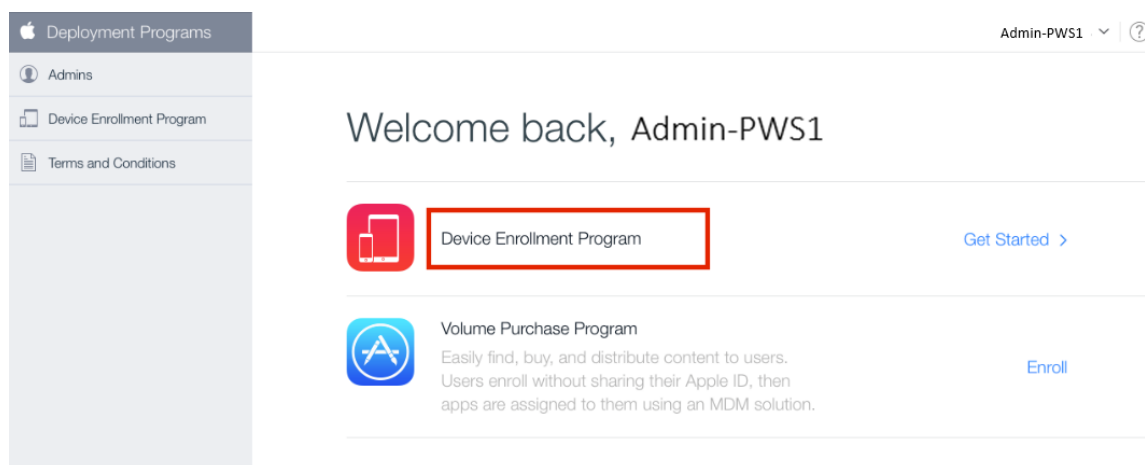 Deployment Programs
Admin-PWS1
?
Admins
Device Enrollment Program
Terms and Conditions
Welcome back, Admin-PWS1
Device Enrollment Program
Get Started >
Volume Purchase Program
Easily find, buy, and distribute content to users.
Users enroll without sharing their Apple ID, then
apps are assigned to them using an MDM solution.
Enroll